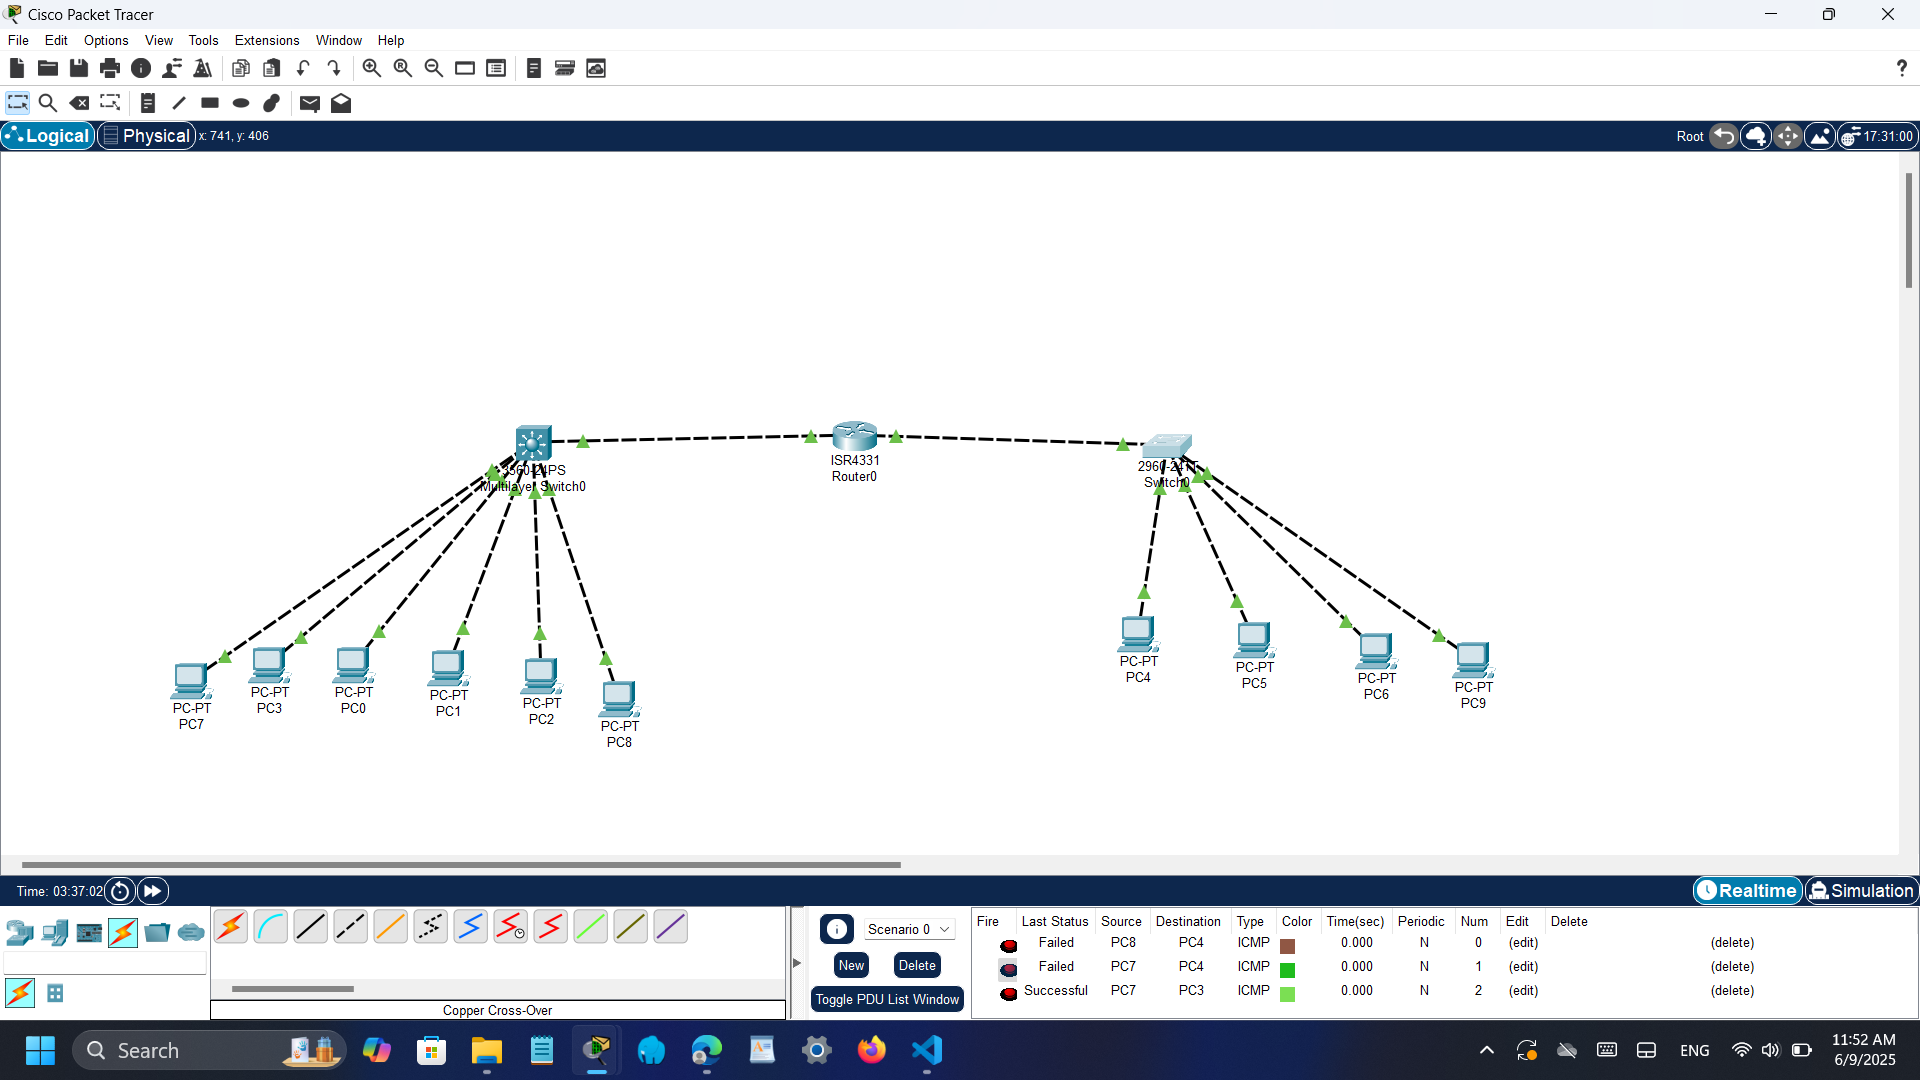 Cisco Packet Tracer
File Edit Options View Tools Extensions Window Help
?
Logical Physical x: 741, y: 406 Root 17:31:00
3560-24PS
Multilayer Switch0
ISR4331
Router0
2960-24TT
Switch0
PC-PT
PC7
PC-PT
PC3
PC-PT
PC0
PC-PT
PC1
PC-PT
PC2
PC-PT
PC8
PC-PT
PC4
PC-PT
PC5
PC-PT
PC6
PC-PT
PC9
Time: 03:37:02 Realtime Simulation
Scenario 0
New Delete
Toggle PDU List Window
Copper Cross-Over
Fire Last Status Source Destination Type Color Time(sec) Periodic Num Edit Delete
Failed PC8 PC4 ICMP 0.000 N 0 (edit) (delete)
Failed PC7 PC4 ICMP 0.000 N 1 (edit) (delete)
Successful PC7 PC3 ICMP 0.000 N 2 (edit) (delete)
Search
ENG
11:52 AM
6/9/2025